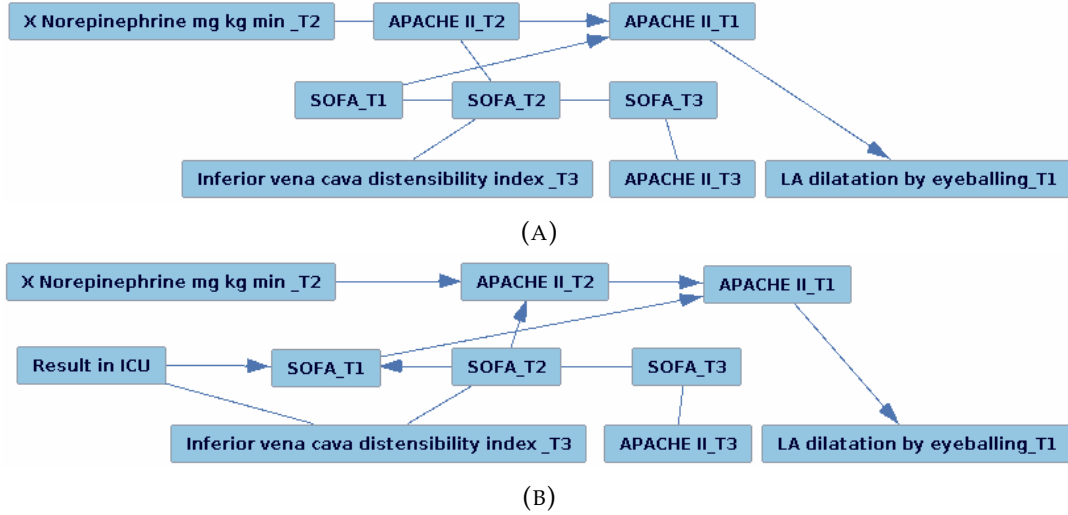 X Norepinephrine mg kg min _T2 APACHE II_T2 APACHE II_T1
SOFA_T1 SOFA_T2 SOFA_T3
Inferior vena cava distensibility index _T3 APACHE II_T3 LA dilatation by eyeballing_T1
(A)
X Norepinephrine mg kg min _T2 APACHE II_T2 APACHE II_T1
Result in ICU SOFA_T1 SOFA_T2 SOFA_T3
Inferior vena cava distensibility index _T3 APACHE II_T3 LA dilatation by eyeballing_T1
(B)